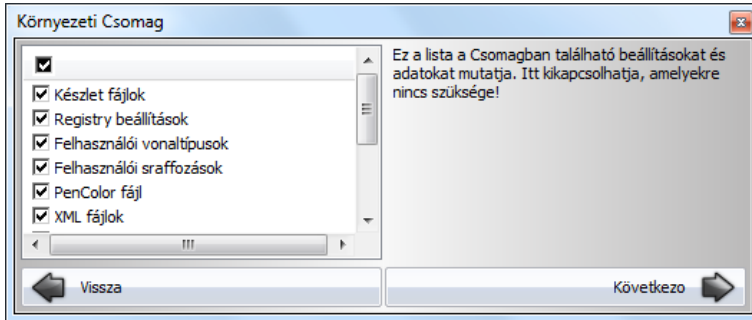 Környezeti Csomag
Készlet fájlok
Registry beállítások
Felhasználói vonaltípusok
Felhasználói sraffozások
PenColor fájl
XML fájlok
Ez a lista a Csomagban található beállításokat és
adatokat mutatja. Itt kikapcsolhatja, amelyekre
nincs szüksége!
Vissza
Következo